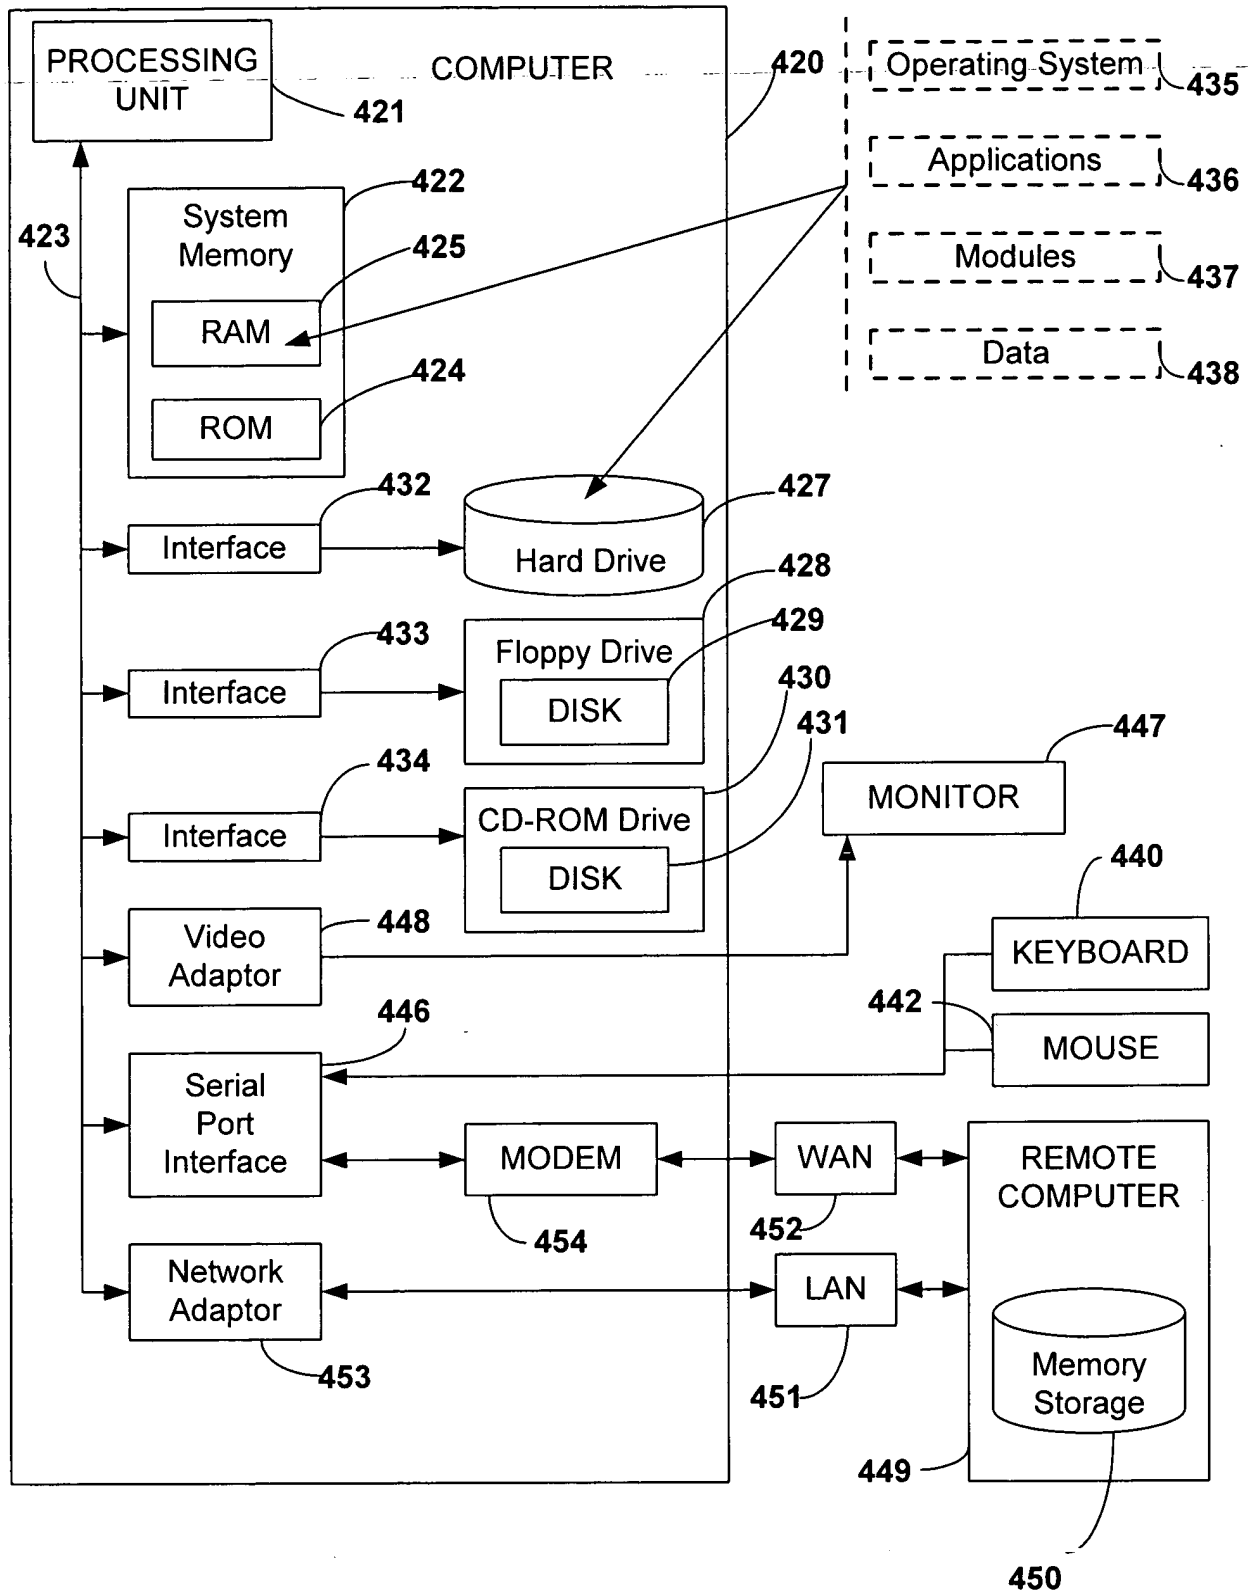 PROCESSING
UNIT
421
COMPUTER
420
Operating System
435
Applications
436
Modules
437
Data
438
423
422
System
Memory
425
RAM
424
ROM
432
Interface
427
Hard Drive
428
433
Interface
429
Floppy Drive
DISK
430
431
434
Interface
CD-ROM Drive
DISK
447
MONITOR
440
KEYBOARD
442
MOUSE
448
Video
Adaptor
446
Serial
Port
Interface
MODEM
454
WAN
452
REMOTE
COMPUTER
Network
Adaptor
453
LAN
451
Memory
Storage
449
450